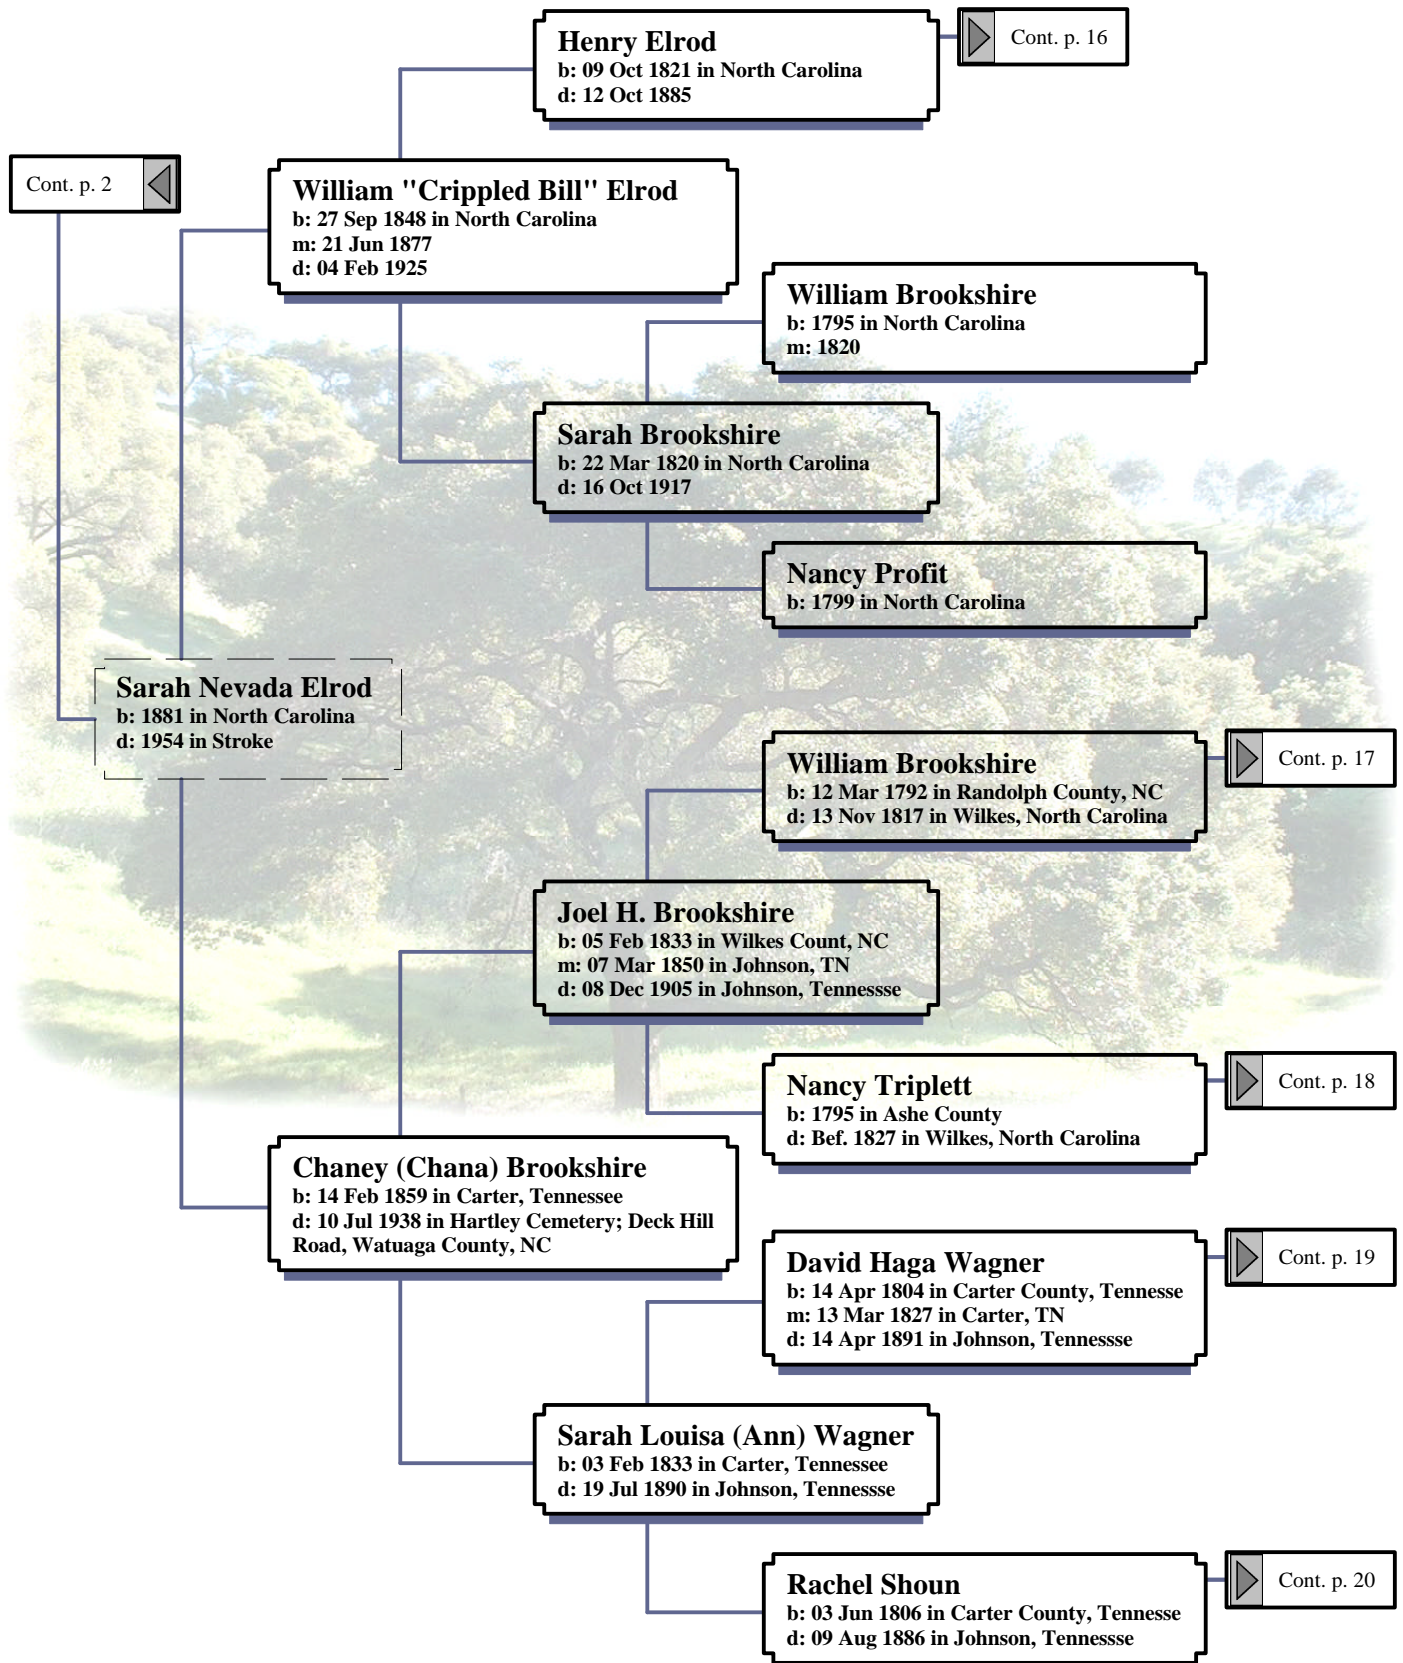 Henry Elrod
b: 09 Oct 1821 in North Carolina
d: 12 Oct 1885
Cont. p. 16
Cont. p. 2
William "Crippled Bill" Elrod
b: 27 Sep 1848 in North Carolina
m: 21 Jun 1877
d: 04 Feb 1925
William Brookshire
b: 1795 in North Carolina
m: 1820
Sarah Brookshire
b: 22 Mar 1820 in North Carolina
d: 16 Oct 1917
Nancy Profit
b: 1799 in North Carolina
Sarah Nevada Elrod
b: 1881 in North Carolina
d: 1954 in Stroke
William Brookshire
b: 12 Mar 1792 in Randolph County, NC
d: 13 Nov 1817 in Wilkes, North Carolina
Cont. p. 17
Joel H. Brookshire
b: 05 Feb 1833 in Wilkes Count, NC
m: 07 Mar 1850 in Johnson, TN
d: 08 Dec 1905 in Johnson, Tennessse
Nancy Triplett
b: 1795 in Ashe County
d: Bef. 1827 in Wilkes, North Carolina
Cont. p. 18
Chaney (Chana) Brookshire
b: 14 Feb 1859 in Carter, Tennessee
d: 10 Jul 1938 in Hartley Cemetery; Deck Hill
Road, Watuaga County, NC
David Haga Wagner
b: 14 Apr 1804 in Carter County, Tennesse
m: 13 Mar 1827 in Carter, TN
d: 14 Apr 1891 in Johnson, Tennessse
Cont. p. 19
Sarah Louisa (Ann) Wagner
b: 03 Feb 1833 in Carter, Tennessee
d: 19 Jul 1890 in Johnson, Tennessse
Rachel Shoun
b: 03 Jun 1806 in Carter County, Tennesse
d: 09 Aug 1886 in Johnson, Tennessse
Cont. p. 20